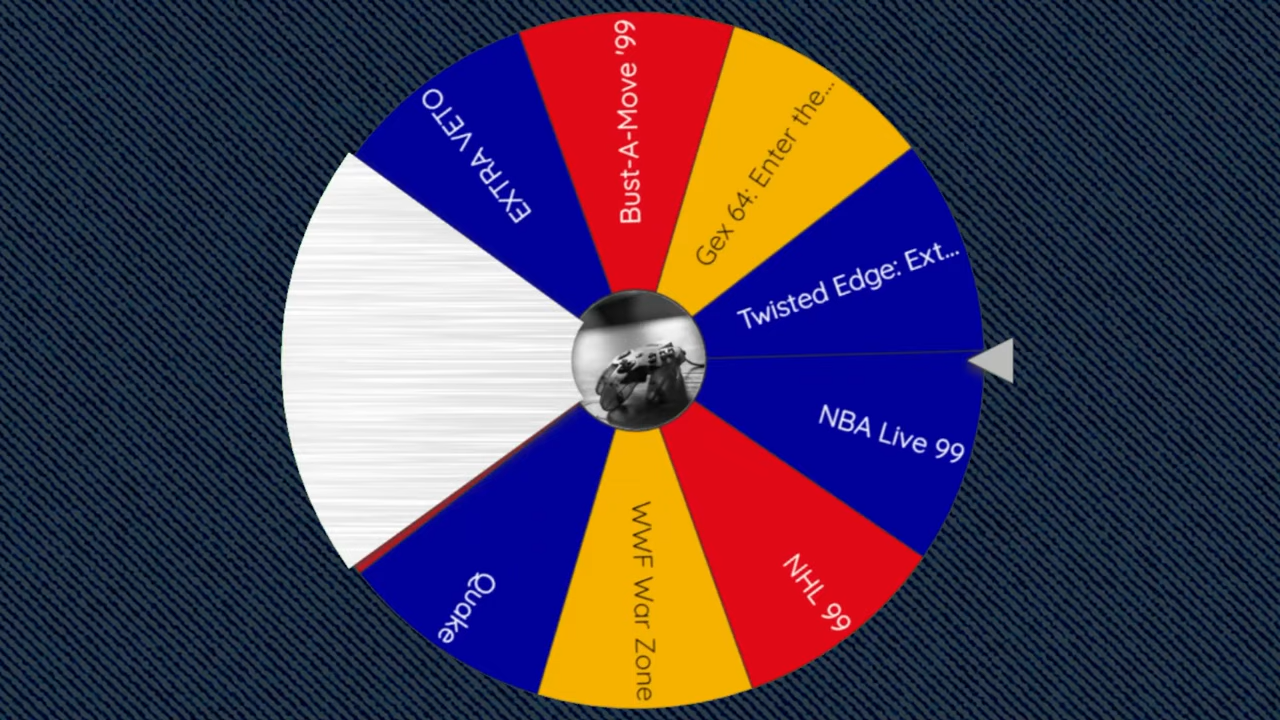 EXTRA VETO
Bust-A-Move '99
Gex 64: Enter the...
Twisted Edge: Ext...
NBA Live 99
NHL 99
WWF War Zone
Quake